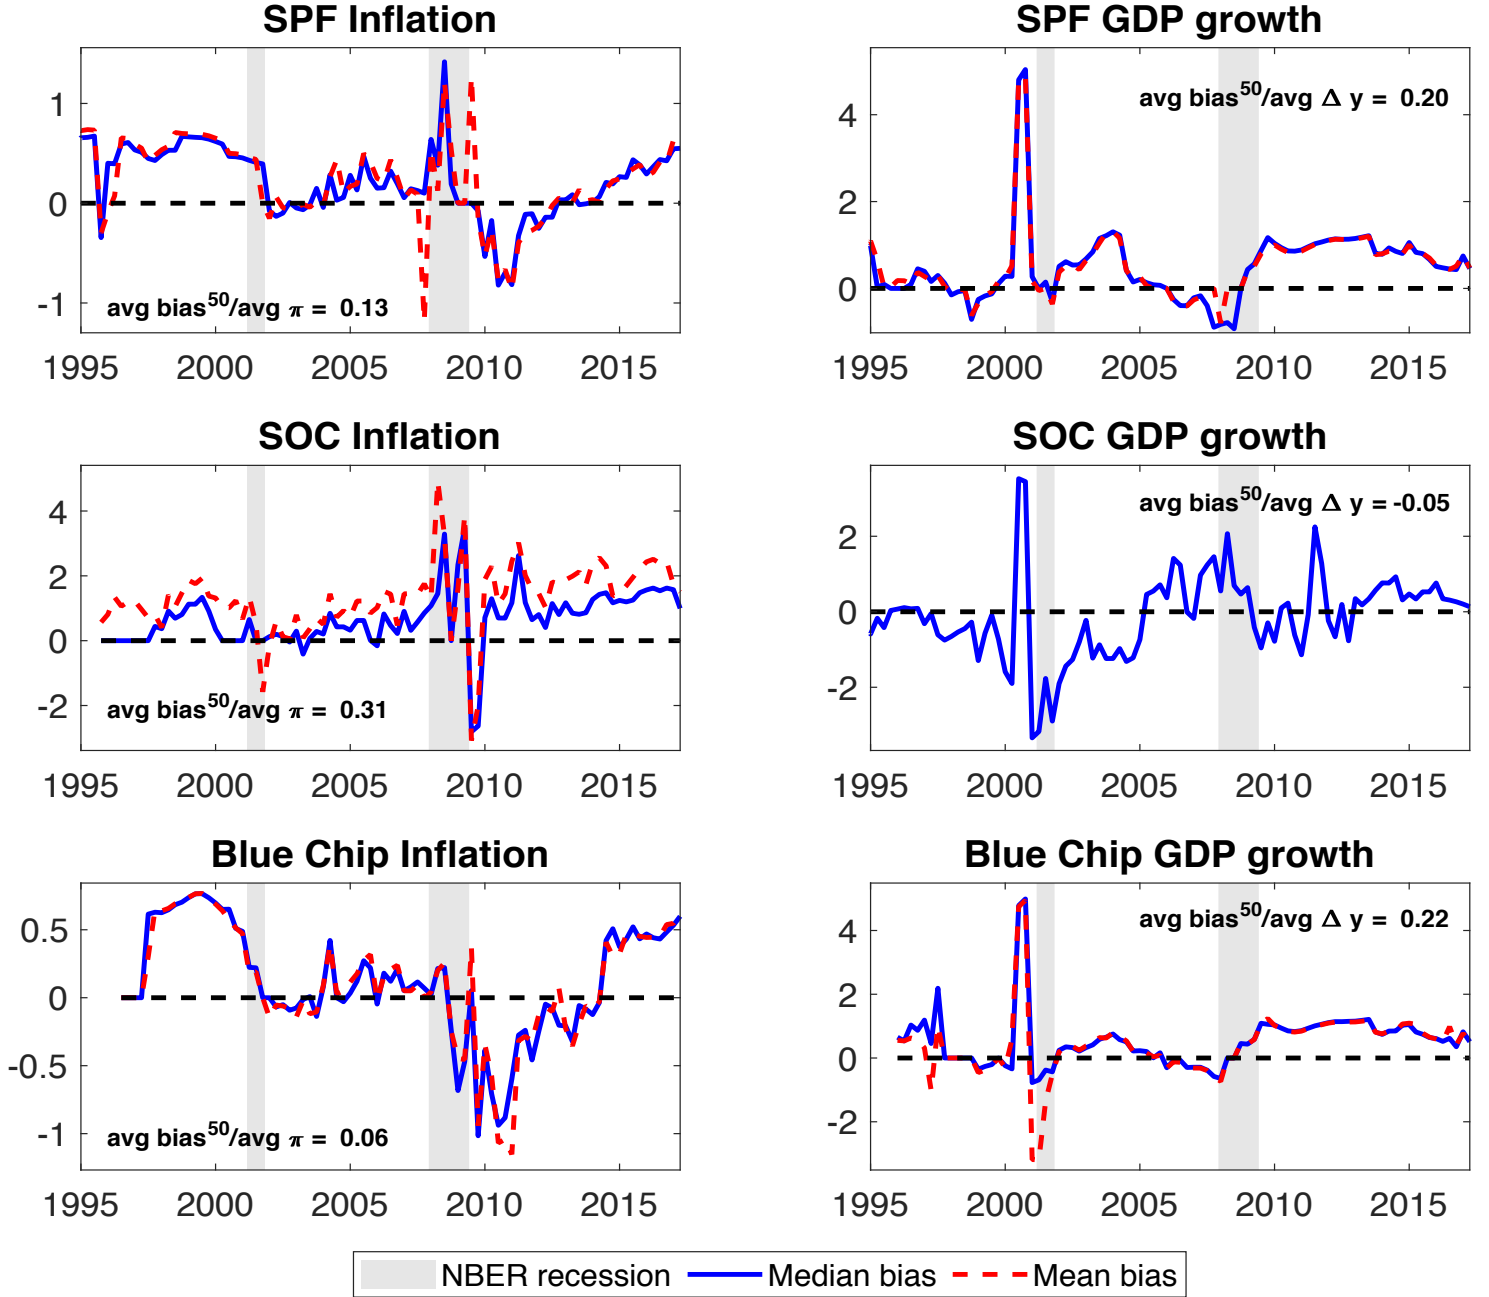 SPF Inflation
1
0
-1
avg bias⁵⁰/avg π = 0.13
1995 2000 2005 2010 2015
SPF GDP growth
4
2
0
avg bias⁵⁰/avg Δ y = 0.20
1995 2000 2005 2010 2015
SOC Inflation
4
2
0
-2
avg bias⁵⁰/avg π = 0.31
1995 2000 2005 2010 2015
SOC GDP growth
2
0
-2
avg bias⁵⁰/avg Δ y = -0.05
1995 2000 2005 2010 2015
Blue Chip Inflation
0.5
0
-0.5
-1
avg bias⁵⁰/avg π = 0.06
1995 2000 2005 2010 2015
Blue Chip GDP growth
4
2
0
-2
avg bias⁵⁰/avg Δ y = 0.22
1995 2000 2005 2010 2015
NBER recession Median bias Mean bias